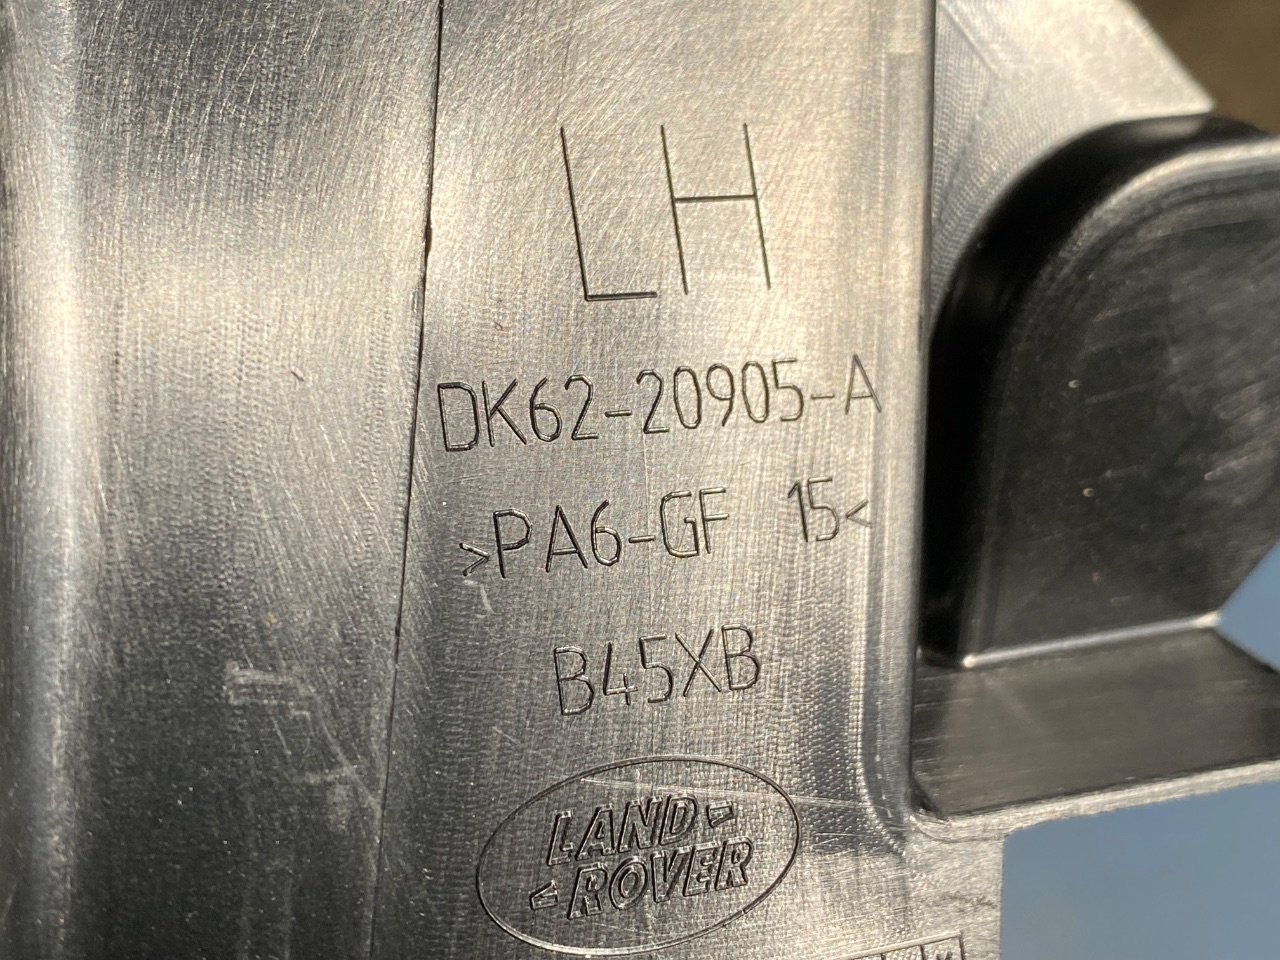 LH
DK62-20905-A
>PA6-GF 15<
B45XB
LAND
ROVER